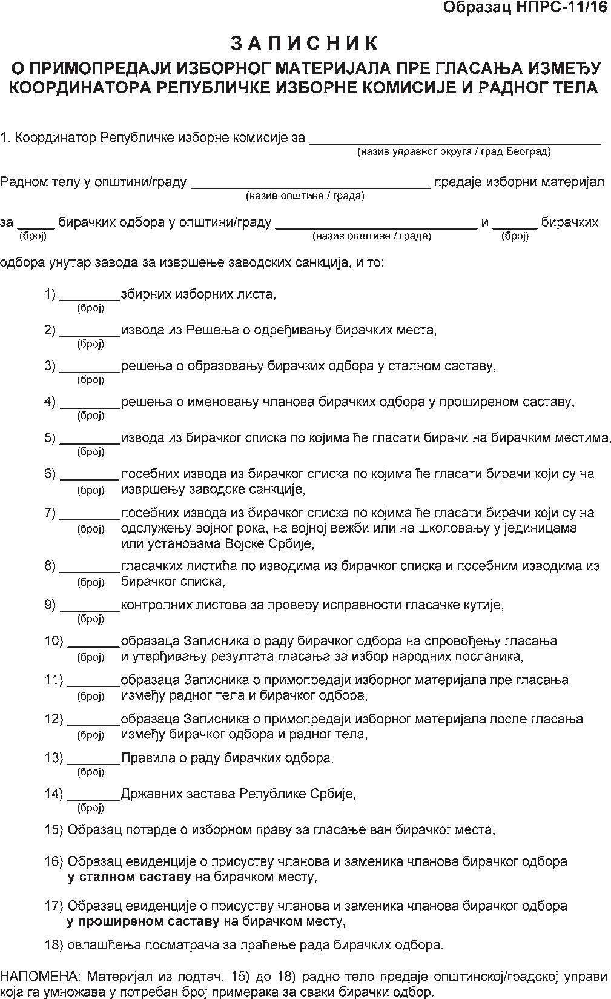 Образац НПРС-11/16
З А П И С Н И К
О ПРИМОПРЕДАЈИ ИЗБОРНОГ МАТЕРИЈАЛА ПРЕ ГЛАСАЊА ИЗМЕЂУ
КООРДИНАТОРА РЕПУБЛИЧКЕ ИЗБОРНЕ КОМИСИЈЕ И РАДНОГ ТЕЛА
1. Координатор Републичке изборне комисије за ____________________
(назив управног округа / град Београд)
Радном телу у општини/граду ____________________ предаје изборни материјал
(назив општине / града)
за _____ бирачких одбора у општини/граду ____________________ и ______ бирачких
(број) (назив општине / града) (број)
одбора унутар завода за извршење заводских санкција, и то:
1) ________збирних изборних листа,
(број)
2) ________извода из Решења о одређивању бирачких места,
(број)
3) ________решења о образовању бирачких одбора у сталном саставу,
(број)
4) ________решења о именовању чланова бирачких одбора у проширеном саставу,
(број)
5) ________извода из бирачког списка по којима ће гласати бирачи на бирачким местима,
(број)
6) ________посебних извода из бирачког списка по којима ће гласати бирачи који су на
(број) извршењу заводске санкције,
7) ________посебних извода из бирачког списка по којима ће гласати бирачи који су на
(број) одслужењу војног рока, на војној вежби или на школовању у јединицама
или установама Војске Србије,
8) ________гласачких листића по изводима из бирачког списка и посебним изводима из
(број) бирачког списка,
9) ________контролних листова за проверу исправности гласачке кутије,
(број)
10) _______образаца Записника о раду бирачког одбора на спровођењу гласања
(број) и утврђивању резултата гласања за избор народних посланика,
11) _______образаца Записника о примопредаји изборног материјала пре гласања
(број) између радног тела и бирачког одбора,
12) _______образаца Записника о примопредаји изборног материјала после гласања
(број) између бирачког одбора и радног тела,
13) _______Правила о раду бирачких одбора,
(број)
14) _______Државних застава Републике Србије,
(број)
15) Образац потврде о изборном праву за гласање ван бирачког места,
16) Образац евиденције о присуству чланова и заменика чланова бирачког одбора
у сталном саставу на бирачком месту,
17) Образац евиденције о присуству чланова и заменика чланова бирачког одбора
у проширеном саставу на бирачком месту,
18) овлашћења посматрача за праћење рада бирачких одбора.
НАПОМЕНА: Материјал из подтач. 15) до 18) радно тело предаје општинској/градској управи
која га умножава у потребан број примерака за сваки бирачки одбор.